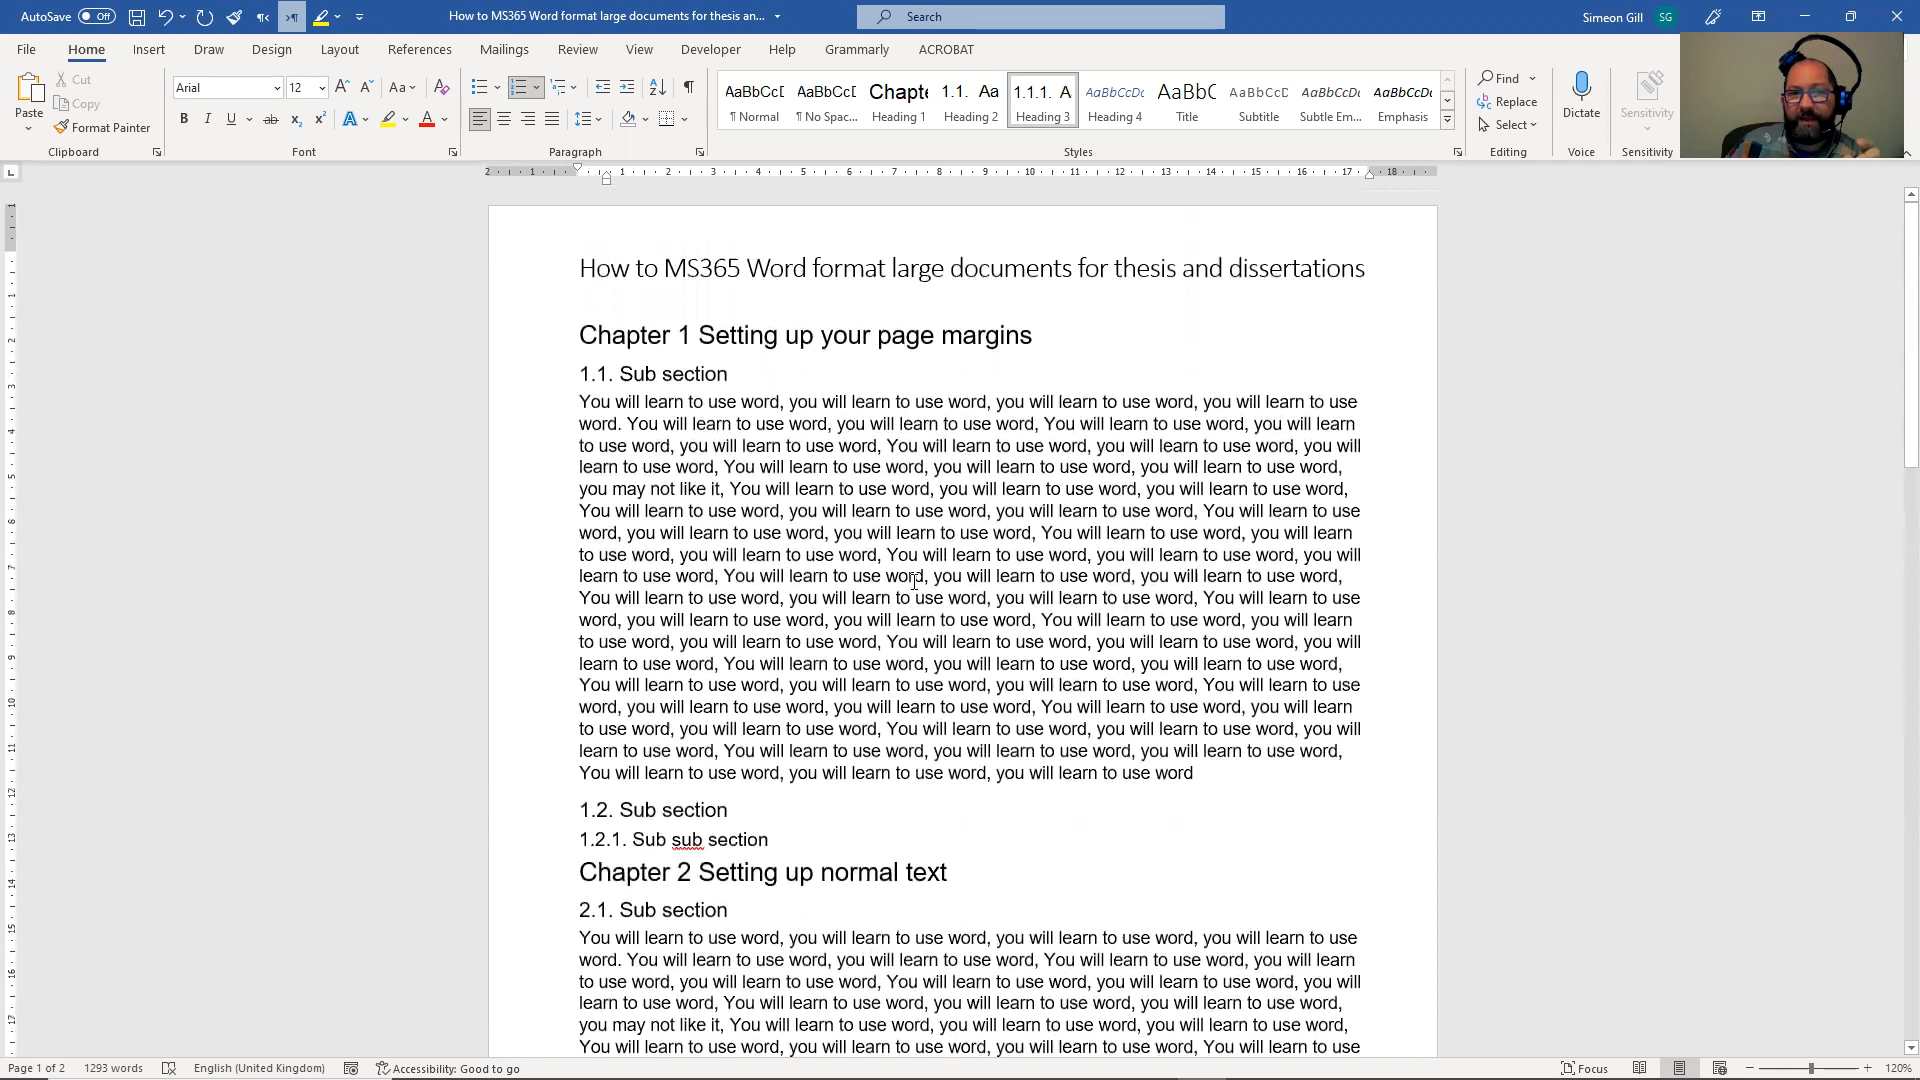 AutoSave Off How to MS365 Word format large documents for thesis an... Search Simeon Gill SG
File Home Insert Draw Design Layout References Mailings Review View Developer Help Grammarly ACROBAT
Paste Cut Copy Format Painter
Clipboard
Arial 12
Font
Paragraph
AaBbCcD AaBbCcD Chapte 1.1. Aa 1.1.1. A AaBbCcDc AaBbC AaBbCcD AaBbCcDc AaBbCcDc
¶ Normal ¶ No Spac... Heading 1 Heading 2 Heading 3 Heading 4 Title Subtitle Subtle Em... Emphasis
Styles
Find
Replace
Select
Editing
Dictate
Voice
Sensitivity
Sensitivity
2 1 1 2 3 4 5 6 7 8 9 10 11 12 13 14 15 16 17 18
How to MS365 Word format large documents for thesis and dissertations
Chapter 1 Setting up your page margins
1.1. Sub section
You will learn to use word, you will learn to use word, you will learn to use word, you will learn to use
word. You will learn to use word, you will learn to use word, You will learn to use word, you will learn
to use word, you will learn to use word, You will learn to use word, you will learn to use word, you will
learn to use word, You will learn to use word, you will learn to use word, you will learn to use word,
you may not like it, You will learn to use word, you will learn to use word, you will learn to use word,
You will learn to use word, you will learn to use word, you will learn to use word, You will learn to use
word, you will learn to use word, you will learn to use word, You will learn to use word, you will learn
to use word, you will learn to use word, You will learn to use word, you will learn to use word, you will
learn to use word, You will learn to use word, you will learn to use word, you will learn to use word,
You will learn to use word, you will learn to use word, you will learn to use word, You will learn to use
word, you will learn to use word, you will learn to use word, You will learn to use word, you will learn
to use word, you will learn to use word, You will learn to use word, you will learn to use word, you will
learn to use word, You will learn to use word, you will learn to use word, you will learn to use word,
You will learn to use word, you will learn to use word, you will learn to use word, You will learn to use
word, you will learn to use word, you will learn to use word, You will learn to use word, you will learn
to use word, you will learn to use word, You will learn to use word, you will learn to use word, you will
learn to use word, You will learn to use word, you will learn to use word, you will learn to use word,
You will learn to use word, you will learn to use word, you will learn to use word
1.2. Sub section
1.2.1. Sub sub section
Chapter 2 Setting up normal text
2.1. Sub section
You will learn to use word, you will learn to use word, you will learn to use word, you will learn to use
word. You will learn to use word, you will learn to use word, You will learn to use word, you will learn
to use word, you will learn to use word, You will learn to use word, you will learn to use word, you will
learn to use word, You will learn to use word, you will learn to use word, you will learn to use word,
you may not like it, You will learn to use word, you will learn to use word, you will learn to use word,
You will learn to use word, you will learn to use word, you will learn to use word, You will learn to use
Page 1 of 2 1293 words English (United Kingdom) Accessibility: Good to go Focus 120%